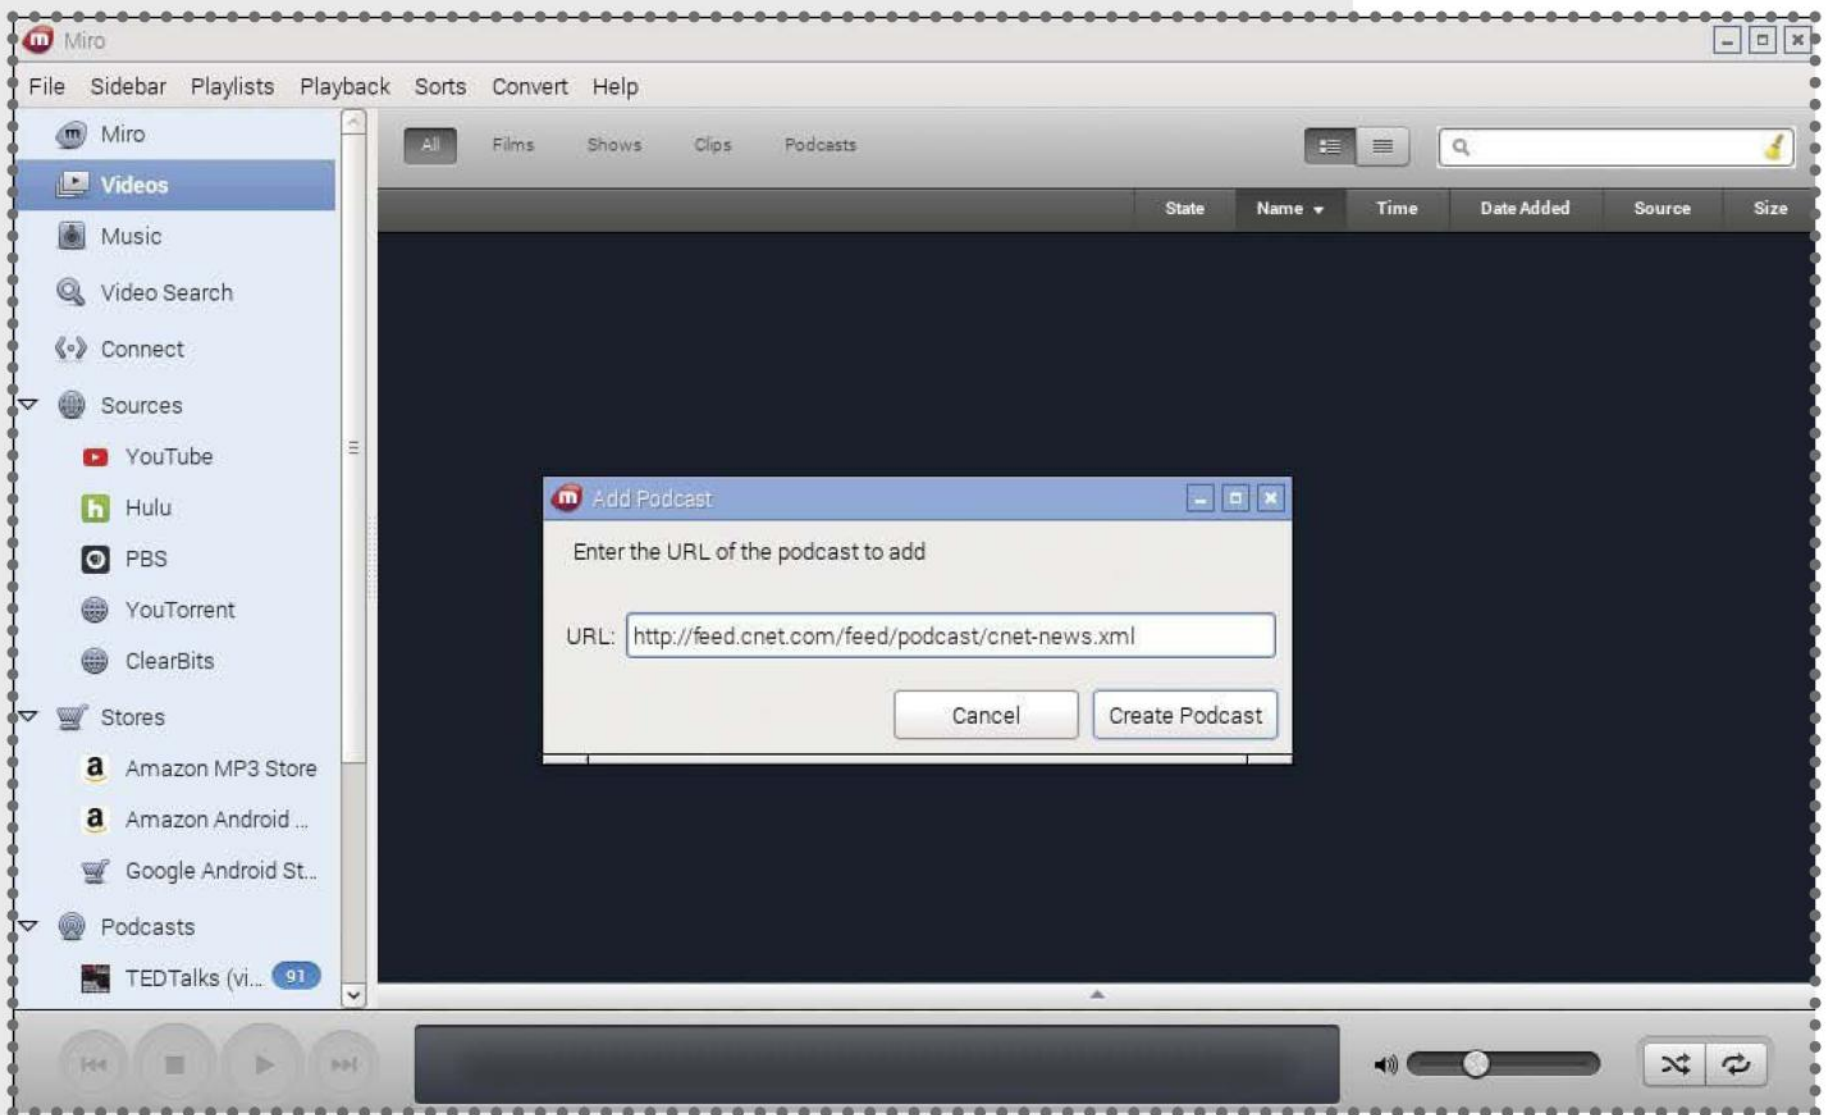 Miro
File Sidebar Playlists Playback Sorts Convert Help
Miro
Videos
Music
Video Search
Connect
Sources
YouTube
Hulu
PBS
YouTorrent
ClearBits
Stores
Amazon MP3 Store
Amazon Android ...
Google Android St...
Podcasts
TEDTalks (vi... 91
All Films Shows Clips Podcasts
State Name Time Date Added Source Size
Add Podcast
Enter the URL of the podcast to add
URL: http://feed.cnet.com/feed/podcast/cnet-news.xml
Cancel Create Podcast